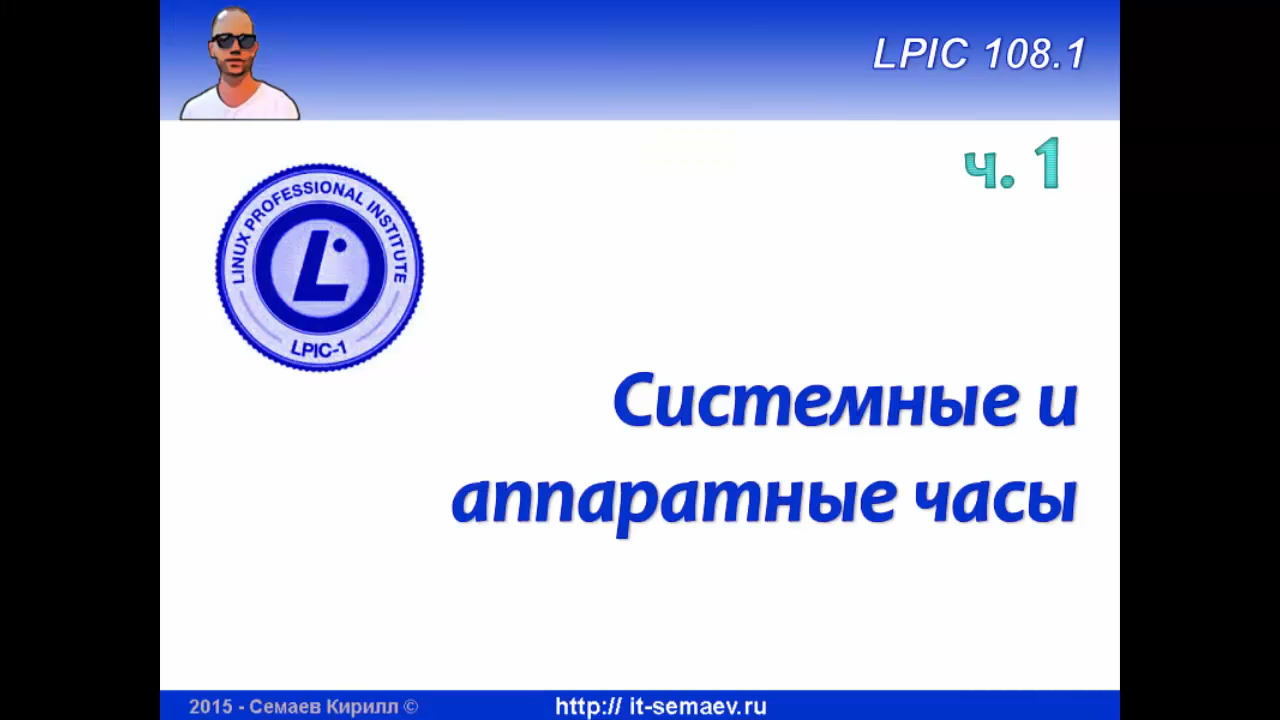 LPIC 108.1
ч. 1
LINUX PROFESSIONAL INSTITUTE
L
LPIC-1
Системные и
аппаратные часы
2015 - Семаев Кирилл ©
http:// it-semaev.ru